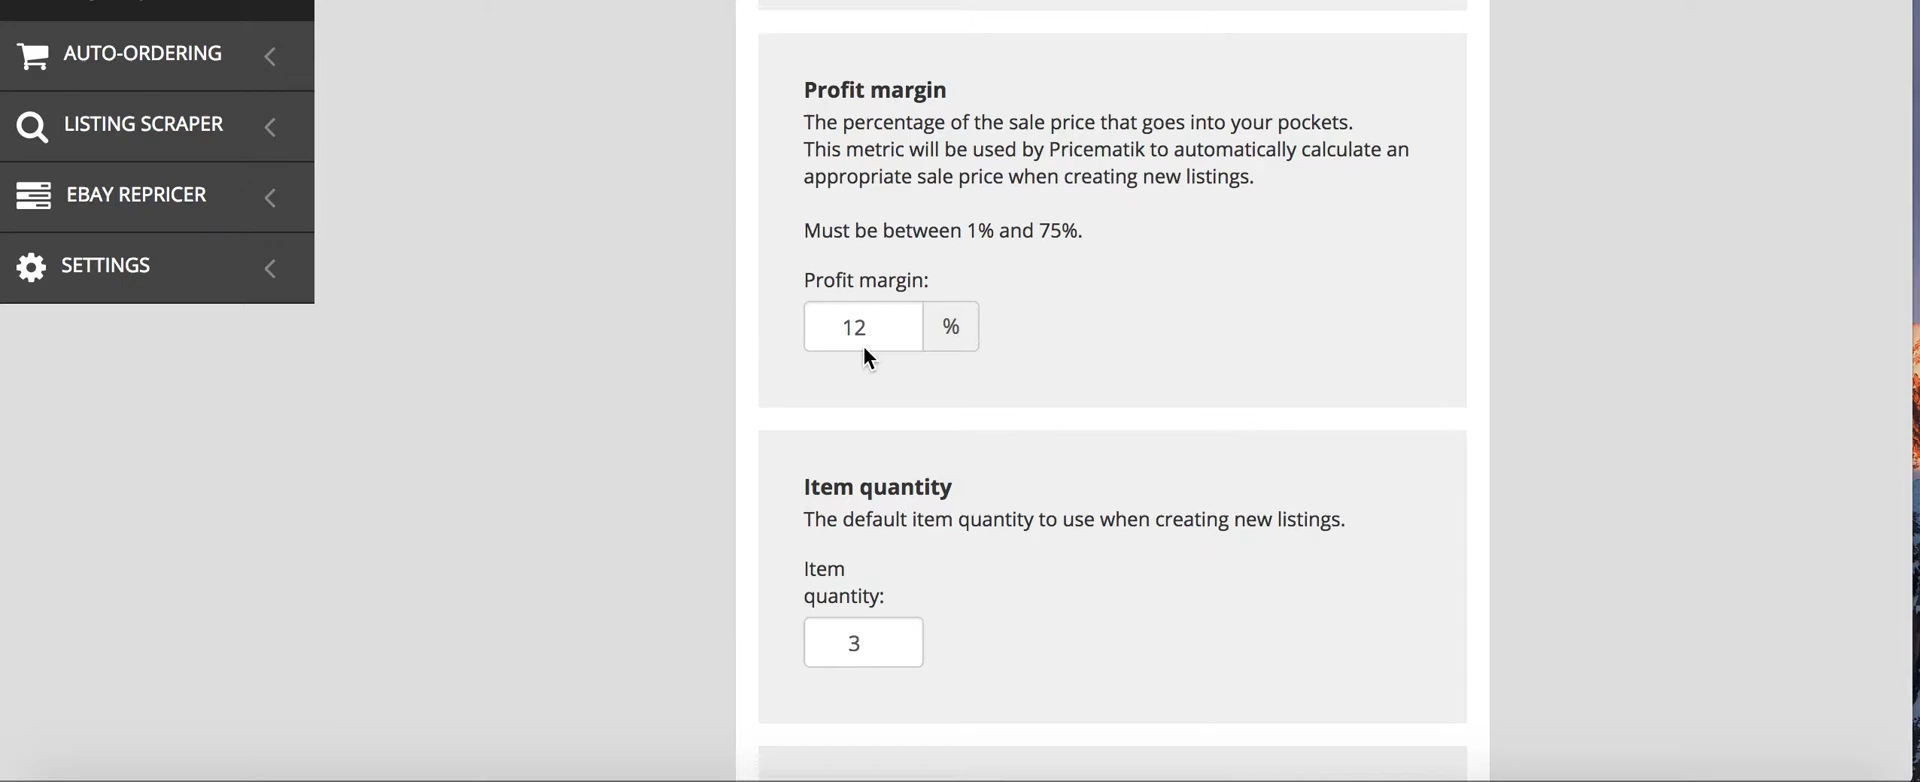 AUTO-ORDERING
LISTING SCRAPER
EBAY REPRICER
SETTINGS
Profit margin
The percentage of the sale price that goes into your pockets.
This metric will be used by Pricematik to automatically calculate an
appropriate sale price when creating new listings.
Must be between 1% and 75%.
Profit margin:
12 %
Item quantity
The default item quantity to use when creating new listings.
Item
quantity:
3